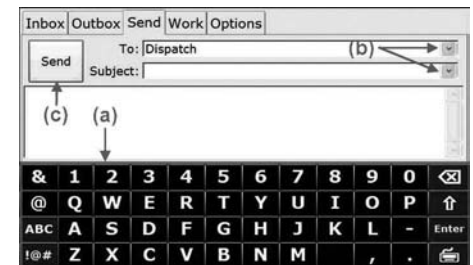 Inbox Outbox Send Work Options
To: Dispatch (b)
Send
Subject:
(c) (a)
& 1 2 3 4 5 6 7 8 9 0
@ Q W E R T Y U I O P
ABC A S D F G H J K L - Enter
!@# Z X C V B N M , .